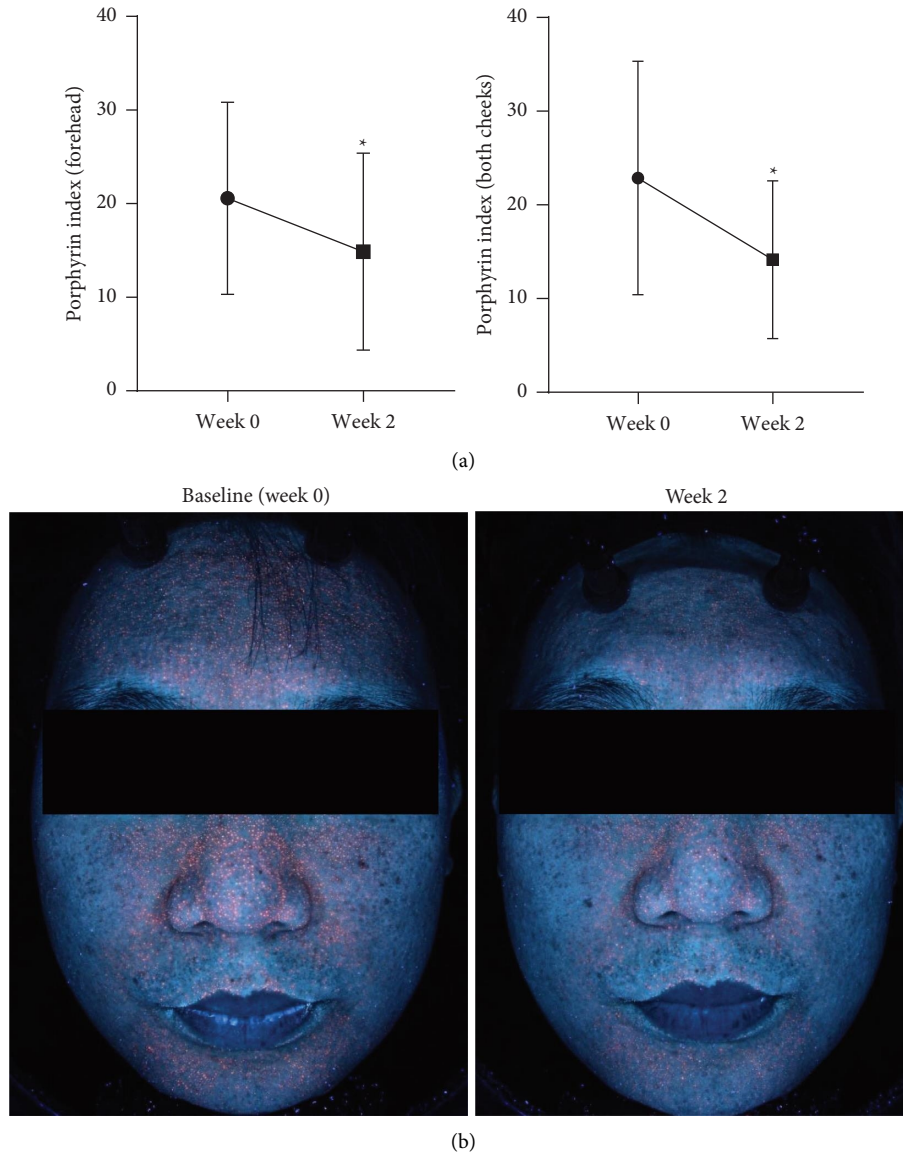 40
30
20
10
0
Porphyrin index (forehead)
*
Week 0
Week 2
40
30
20
10
0
Porphyrin index (both cheeks)
*
Week 0
Week 2
(a)
Baseline (week 0)
Week 2
(b)